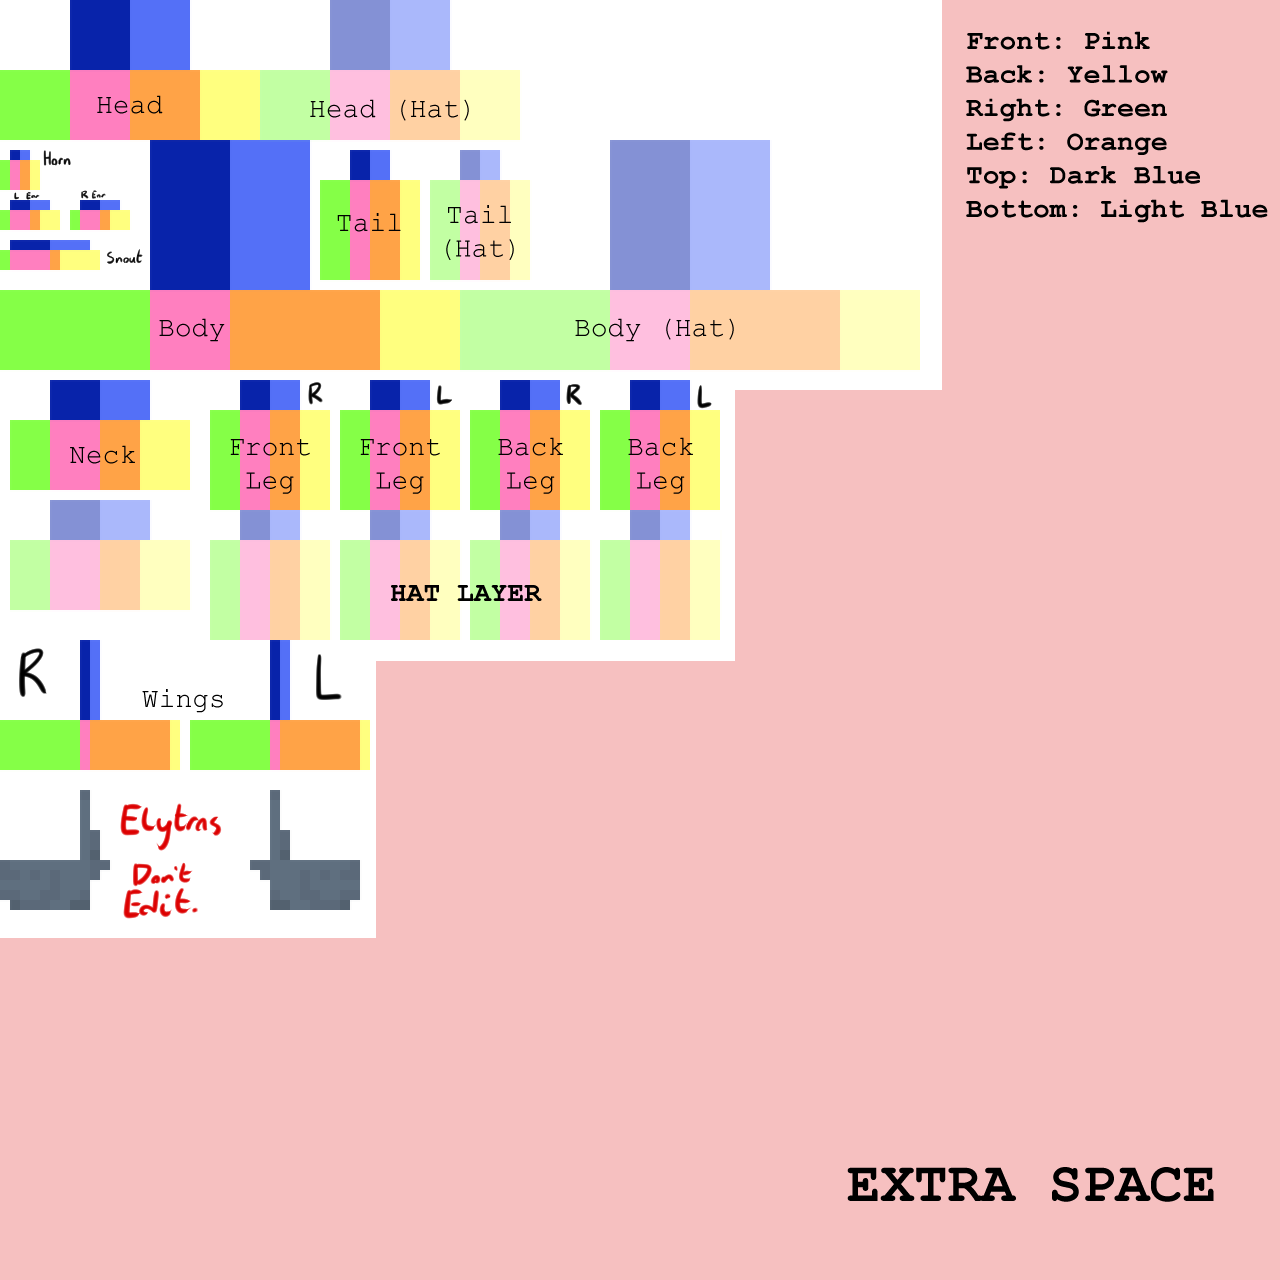 Front: Pink
Back: Yellow
Right: Green
Left: Orange
Top: Dark Blue
Bottom: Light Blue
Head
Head (Hat)
Horn
L Ear
R Ear
Snout
Tail
Tail
(Hat)
Body
Body (Hat)
Neck
R
Front
Leg
L
Front
Leg
R
Back
Leg
L
Back
Leg
HAT LAYER
R
Wings
L
Elytras
Don't
Edit.
EXTRA SPACE